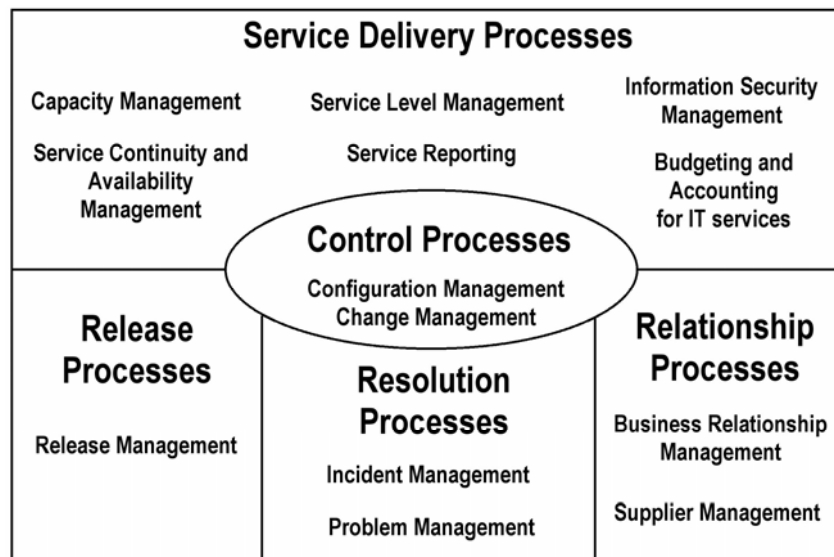 Service Delivery Processes
Capacity Management
Service Continuity and
Availability
Management
Service Level Management
Service Reporting
Information Security
Management
Budgeting and
Accounting
for IT services
Control Processes
Configuration Management
Change Management
Release
Processes
Release Management
Resolution
Processes
Incident Management
Problem Management
Relationship
Processes
Business Relationship
Management
Supplier Management